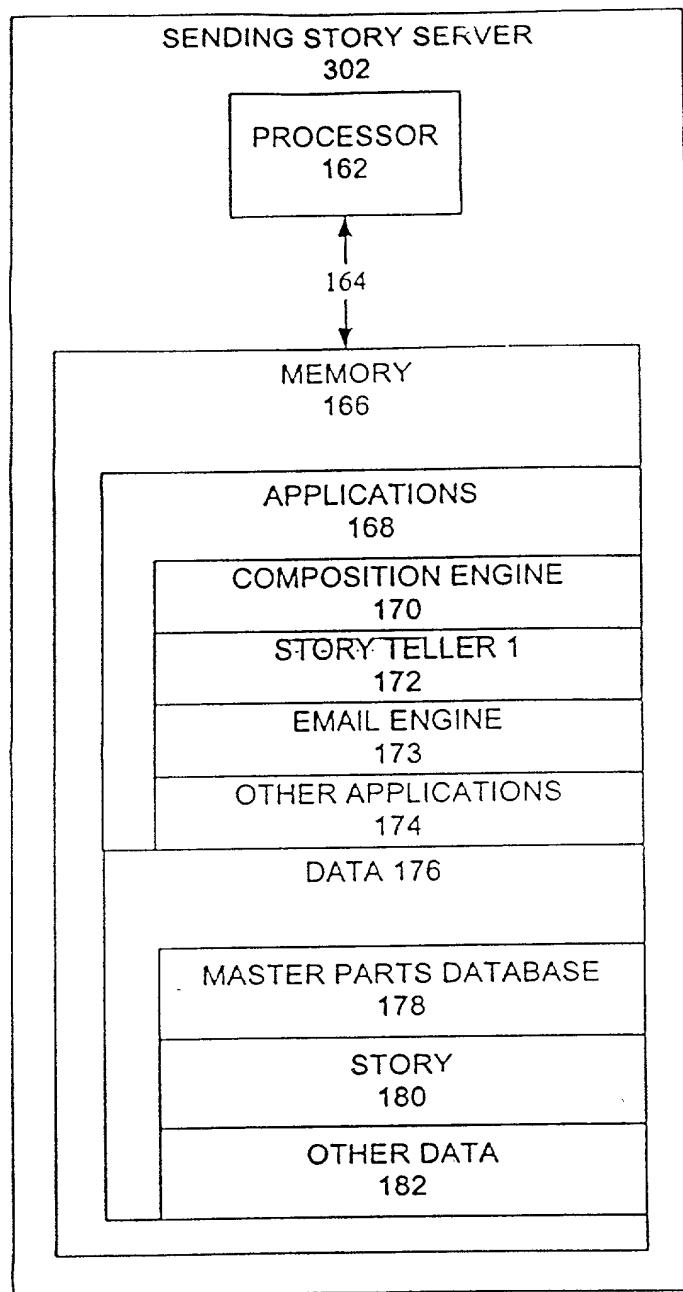 SENDING STORY SERVER
302
PROCESSOR
162
164
MEMORY
166
APPLICATIONS
168
COMPOSITION ENGINE
170
STORY TELLER 1
172
EMAIL ENGINE
173
OTHER APPLICATIONS
174
DATA 176
MASTER PARTS DATABASE
178
STORY
180
OTHER DATA
182